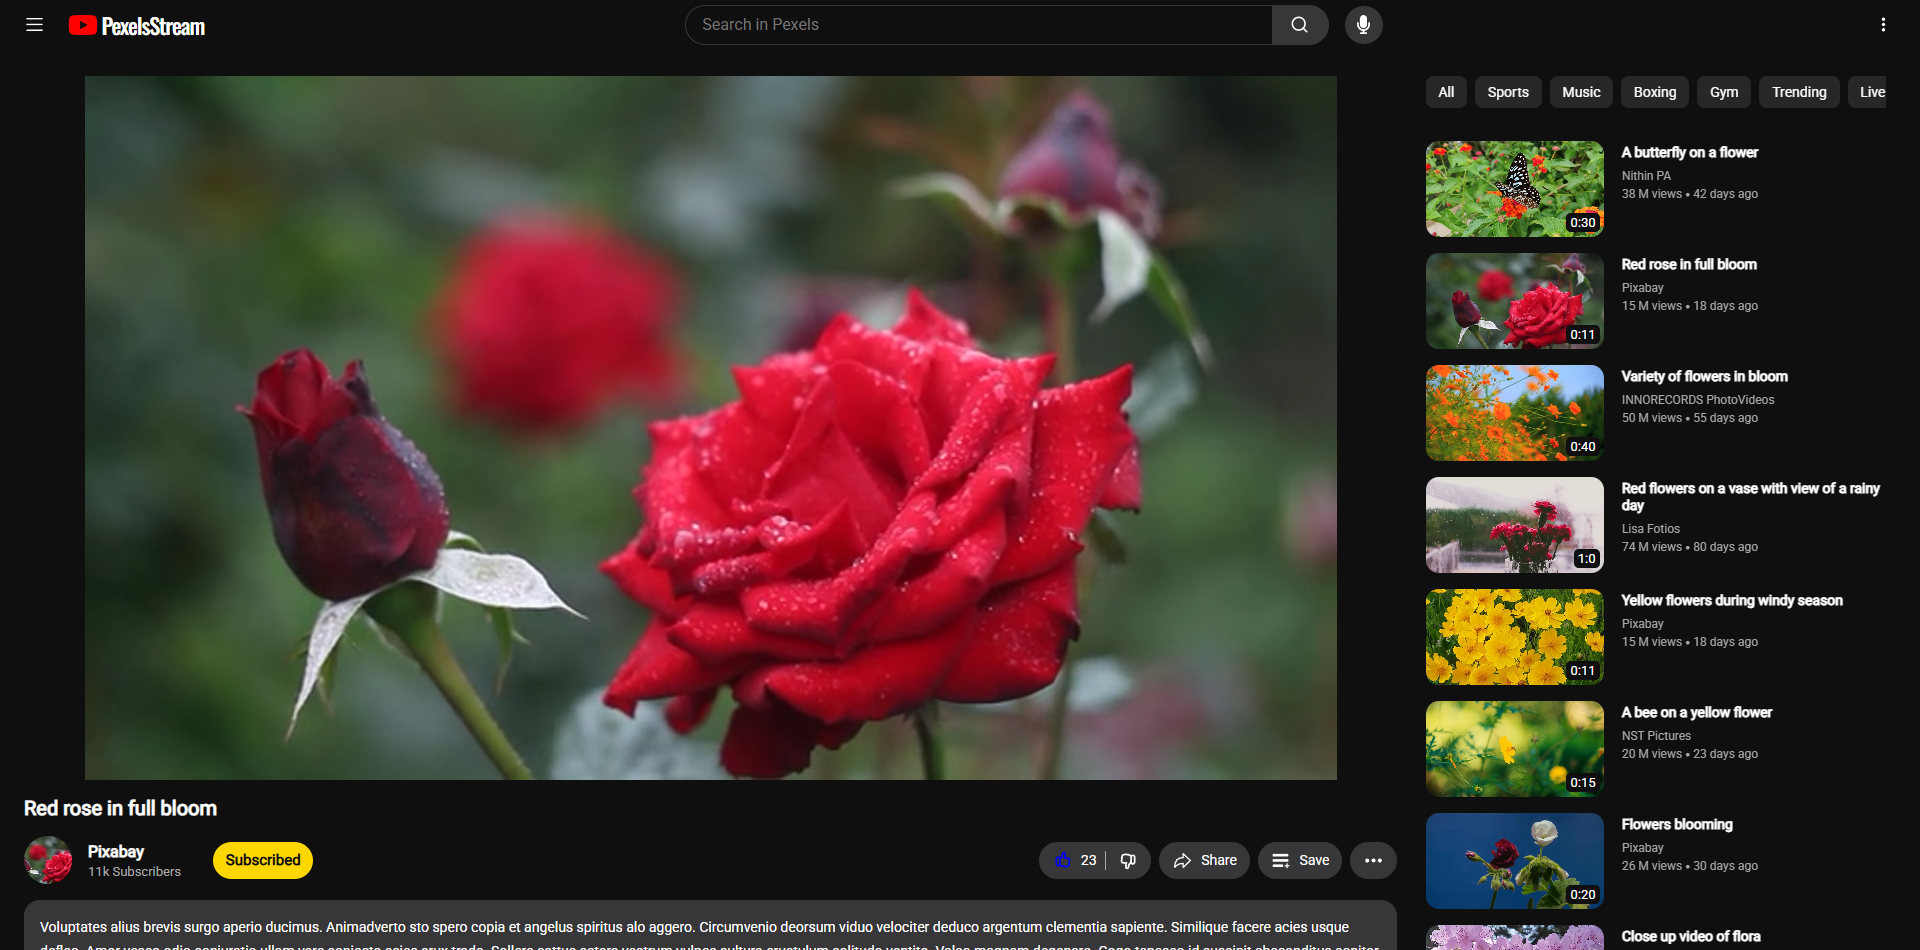 PexelsStream
Search in Pexels
All Sports Music Boxing Gym Trending Live
0:30
A butterfly on a flower
Nithin PA
38 M views • 42 days ago
0:11
Red rose in full bloom
Pixabay
15 M views • 18 days ago
0:40
Variety of flowers in bloom
INNORECORDS PhotoVideos
50 M views • 55 days ago
1:0
Red flowers on a vase with view of a rainy
day
Lisa Fotios
74 M views • 80 days ago
0:11
Yellow flowers during windy season
Pixabay
15 M views • 18 days ago
0:15
A bee on a yellow flower
NST Pictures
20 M views • 23 days ago
0:20
Flowers blooming
Pixabay
26 M views • 30 days ago
Close up video of flora
Red rose in full bloom
Pixabay
11k Subscribers
Subscribed
23
Share
Save
Voluptates alius brevis surgo aperio ducimus. Animadverto sto spero copia et angelus spiritus alo aggero. Circumvenio deorsum viduo velociter deduco argentum clementia sapiente. Similique facere acies usque